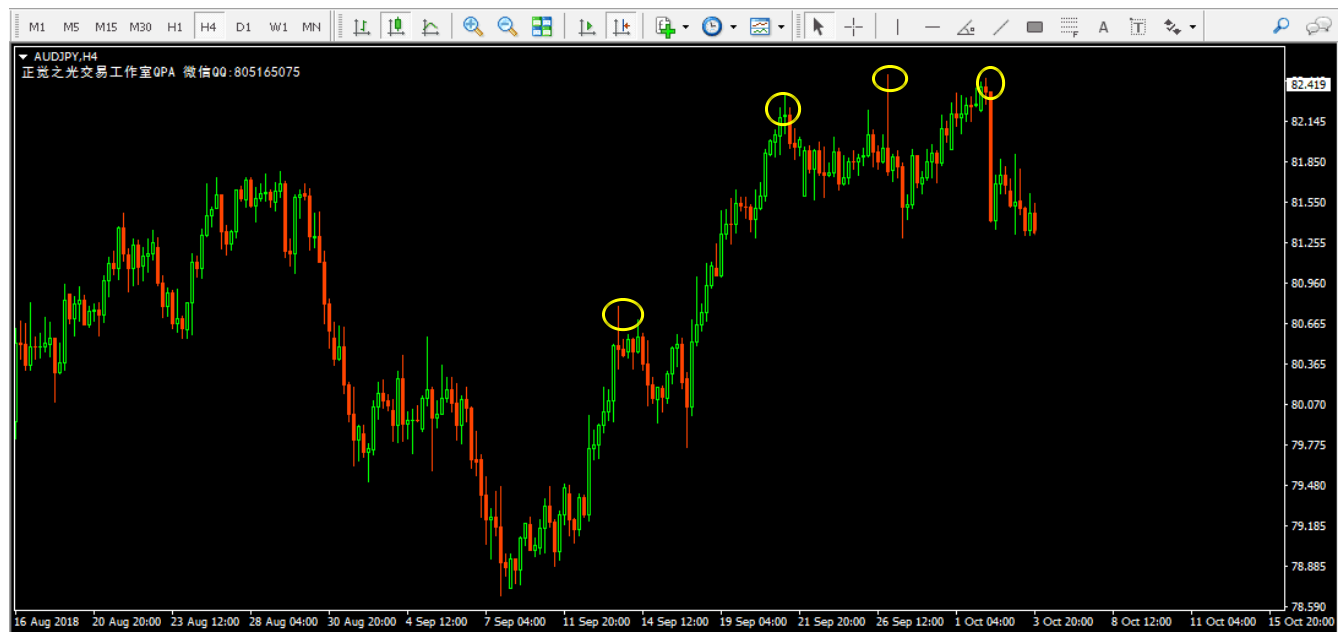 M1 M5 M15 M30 H1 H4 D1 W1 MN
A T
AUDJPY,H4
正觉之光交易工作室QPA 微信QQ:805165075
82.419
82.145
81.850
81.550
81.255
80.960
80.665
80.365
80.070
79.775
79.480
79.185
78.885
78.590
16 Aug 2018 20 Aug 20:00 23 Aug 12:00 28 Aug 04:00 30 Aug 20:00 4 Sep 12:00 7 Sep 04:00 11 Sep 20:00 14 Sep 12:00 19 Sep 04:00 21 Sep 20:00 26 Sep 12:00 1 Oct 04:00 3 Oct 20:00 8 Oct 12:00 11 Oct 04:00 15 Oct 20:00